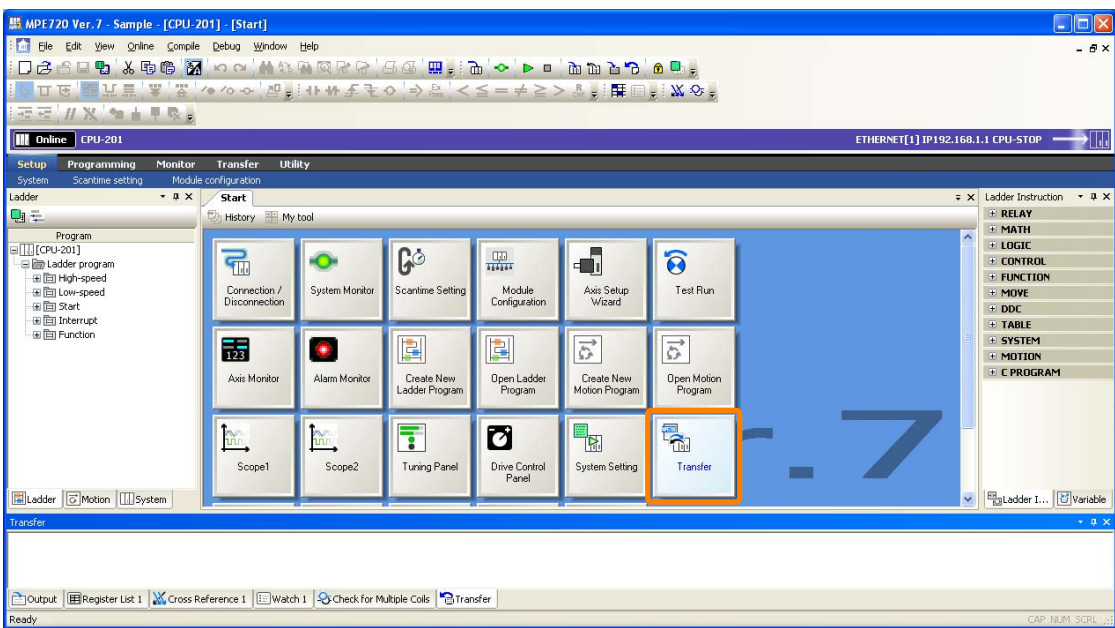 MPE720 Ver.7 - Sample - [CPU-201] - [Start]
File Edit View Online Compile Debug Window Help
Online CPU-201 ETHERNET[1] IP192.168.1.1 CPU-STOP
Setup Programming Monitor Transfer Utility
System Scantime setting Module configuration
Ladder
Program
[CPU-201]
Ladder program
High-speed
Low-speed
Start
Interrupt
Function
Ladder Motion System
Start
History My tool
Connection /
Disconnection
System Monitor
Scantime Setting
Module
Configuration
Axis Setup
Wizard
Test Run
123
Axis Monitor
Alarm Monitor
Create New
Ladder Program
Open Ladder
Program
Create New
Motion Program
Open Motion
Program
Scope1
Scope2
Tuning Panel
Drive Control
Panel
System Setting
Transfer
r.7
Ladder Instruction
RELAY
MATH
LOGIC
CONTROL
FUNCTION
MOVE
DDC
TABLE
SYSTEM
MOTION
C PROGRAM
Ladder I... Variable
Transfer
Output Register List 1 Cross Reference 1 Watch 1 Check for Multiple Coils Transfer
Ready CAP NUM SCRL